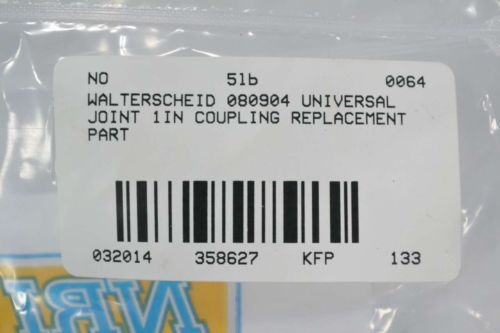 NO 51b 0064
WALTERSCHEID 080904 UNIVERSAL
JOINT 1IN COUPLING REPLACEMENT
PART
032014 358627 KFP 133